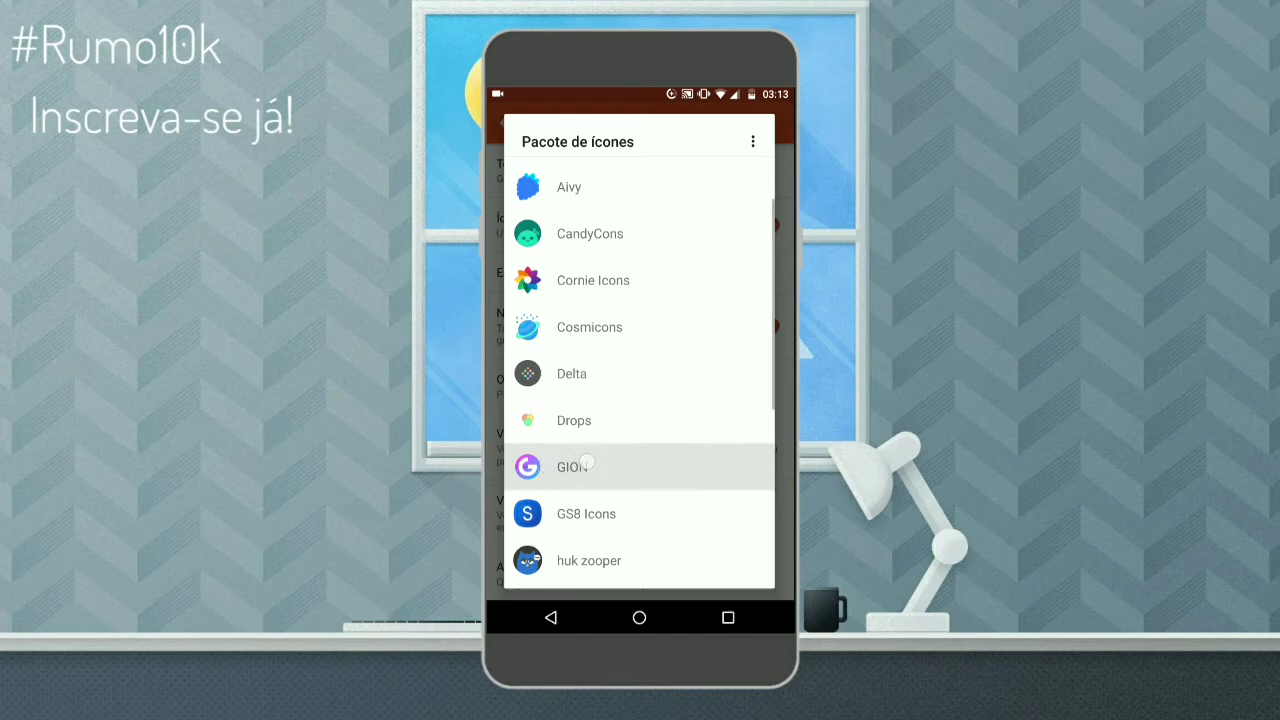 #Rumo10k
Inscreva-se já!
03:13
Pacote de ícones
Aivy
CandyCons
Cornie Icons
Cosmicons
Delta
Drops
GION
GS8 Icons
huk zooper